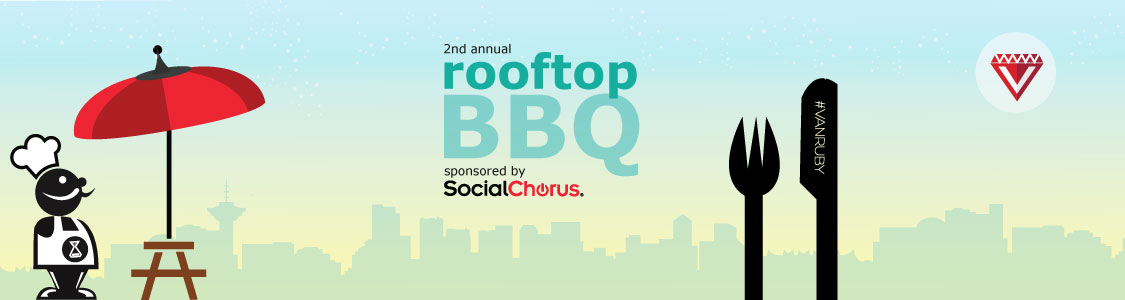 2nd annual
rooftop
BBQ
sponsored by
SocialChorus.
#VANRUBY